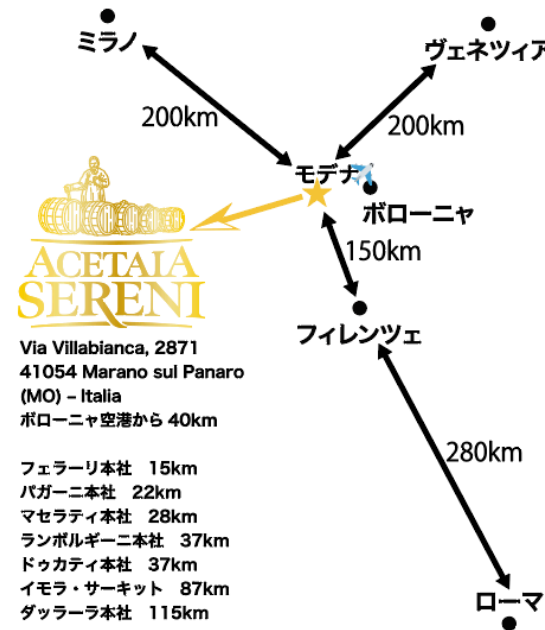 ミラノ
ヴェネツィア
200km
200km
モデナ
ボローニャ
150km
ACETAIA
SERENI
フィレンツェ
Via Villabianca, 2871
41054 Marano sul Panaro
(MO) – Italia
ボローニャ空港から 40km
280km
フェラーリ本社 15km
パガーニ本社 22km
マセラティ本社 28km
ランボルギーニ本社 37km
ドゥカティ本社 37km
イモラ・サーキット 87km
ダッラーラ本社 115km
ローマ